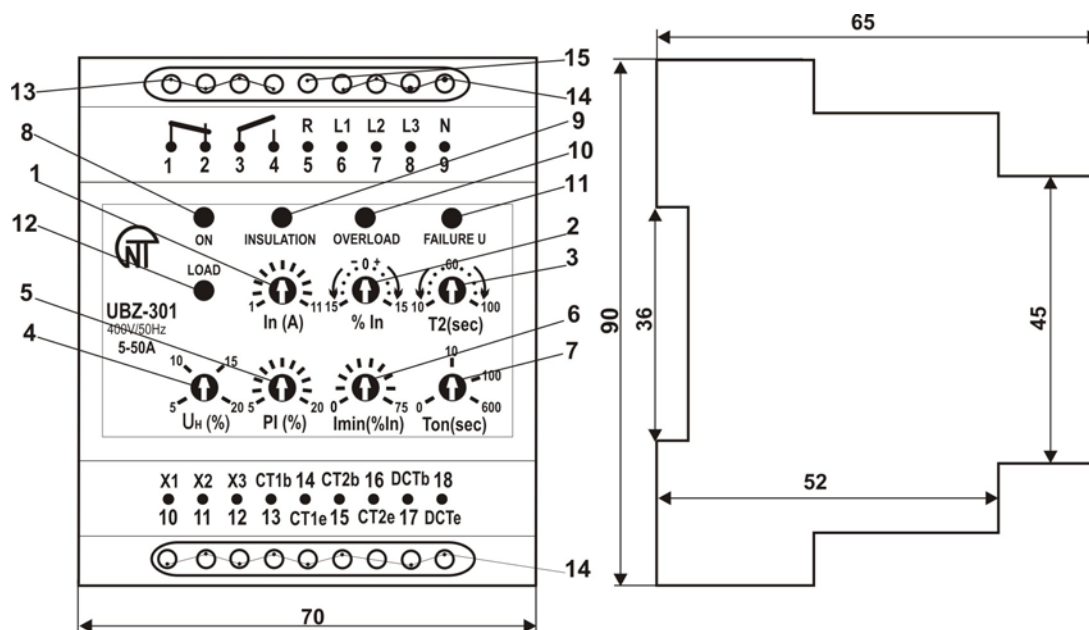 65
15
13
14
8
9
R L1 L2 L3 N
1 2 3 4 5 6 7 8 9
10
1
11
12
ON INSULATION OVERLOAD FAILURE U
2
NT
LOAD
- 0 +
60
3
5
1 11
15 15
10 100
UBZ-301
In (A) % In T2(sec)
400V/50Hz
6
4
5-50A
10 15
10
7
100
5 20
5 20
0 75
0 600
UH (%) PI (%) Imin(%In) Ton(sec)
90
36
45
X1 X2 X3 CT1b 14 CT2b 16 DCTb 18
10 11 12 13 CT1e 15 CT2e 17 DCTe
52
14
70